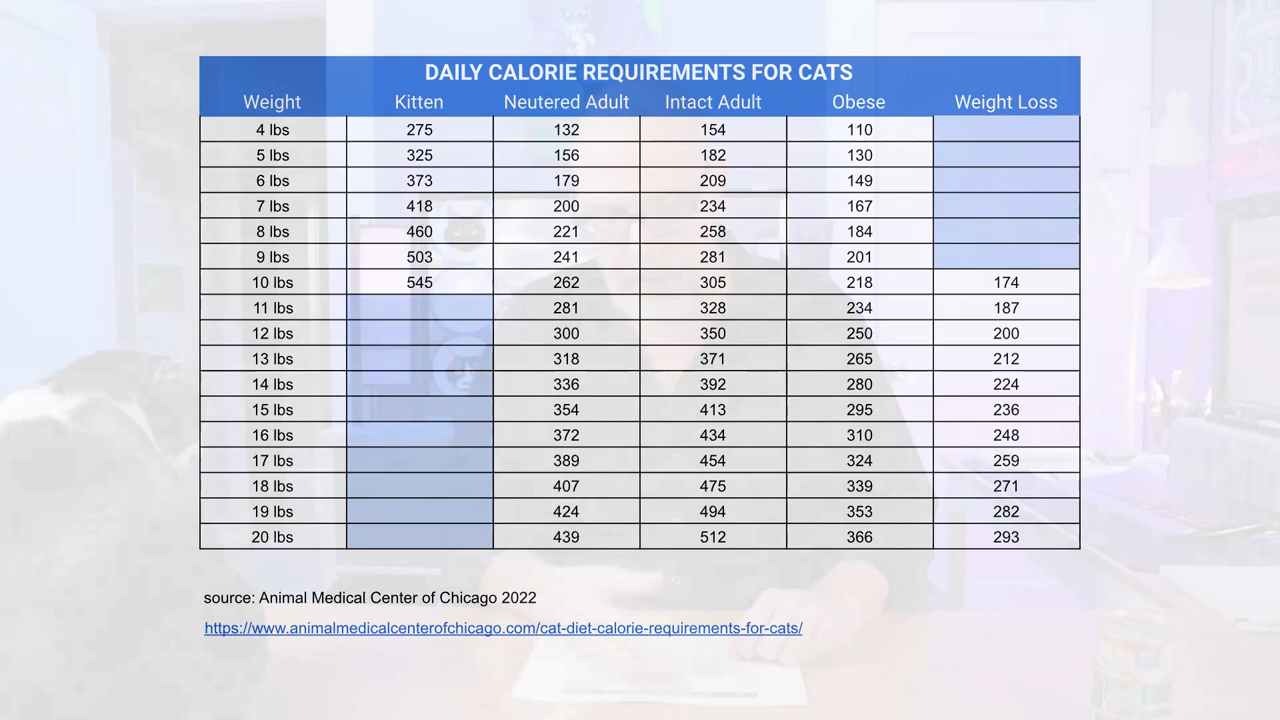 DAILY CALORIE REQUIREMENTS FOR CATS
Weight Kitten Neutered Adult Intact Adult Obese Weight Loss
4 lbs 275 132 154 110
5 lbs 325 156 182 130
6 lbs 373 179 209 149
7 lbs 418 200 234 167
8 lbs 460 221 258 184
9 lbs 503 241 281 201
10 lbs 545 262 305 218 174
11 lbs 281 328 234 187
12 lbs 300 350 250 200
13 lbs 318 371 265 212
14 lbs 336 392 280 224
15 lbs 354 413 295 236
16 lbs 372 434 310 248
17 lbs 389 454 324 259
18 lbs 407 475 339 271
19 lbs 424 494 353 282
20 lbs 439 512 366 293
source: Animal Medical Center of Chicago 2022
https://www.animalmedicalcenterofchicago.com/cat-diet-calorie-requirements-for-cats/